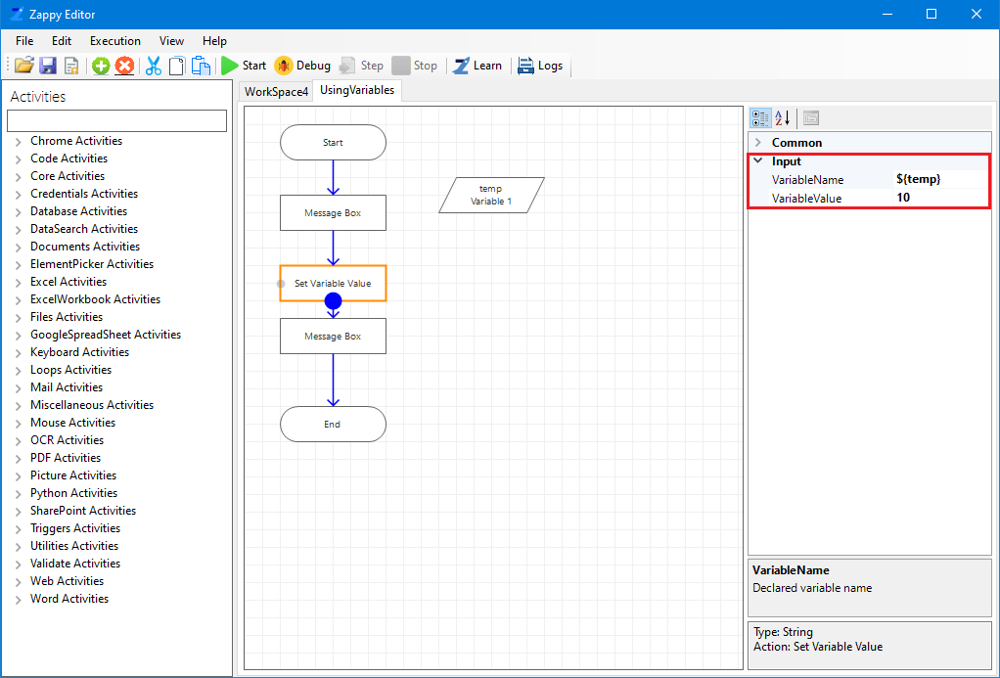 Zappy Editor
File Edit Execution View Help
Start Debug Step Stop Learn Logs
Activities
Chrome Activities
Code Activities
Core Activities
Credentials Activities
Database Activities
DataSearch Activities
Documents Activities
ElementPicker Activities
Excel Activities
ExcelWorkbook Activities
Files Activities
GoogleSpreadSheet Activities
Keyboard Activities
Loops Activities
Mail Activities
Miscellaneous Activities
Mouse Activities
OCR Activities
PDF Activities
Picture Activities
Python Activities
SharePoint Activities
Triggers Activities
Utilities Activities
Validate Activities
Web Activities
Word Activities
WorkSpace4 UsingVariables
Start
Message Box
Set Variable Value
Message Box
End
temp
Variable 1
Common
Input
VariableName ${temp}
VariableValue 10
VariableName
Declared variable name
Type: String
Action: Set Variable Value